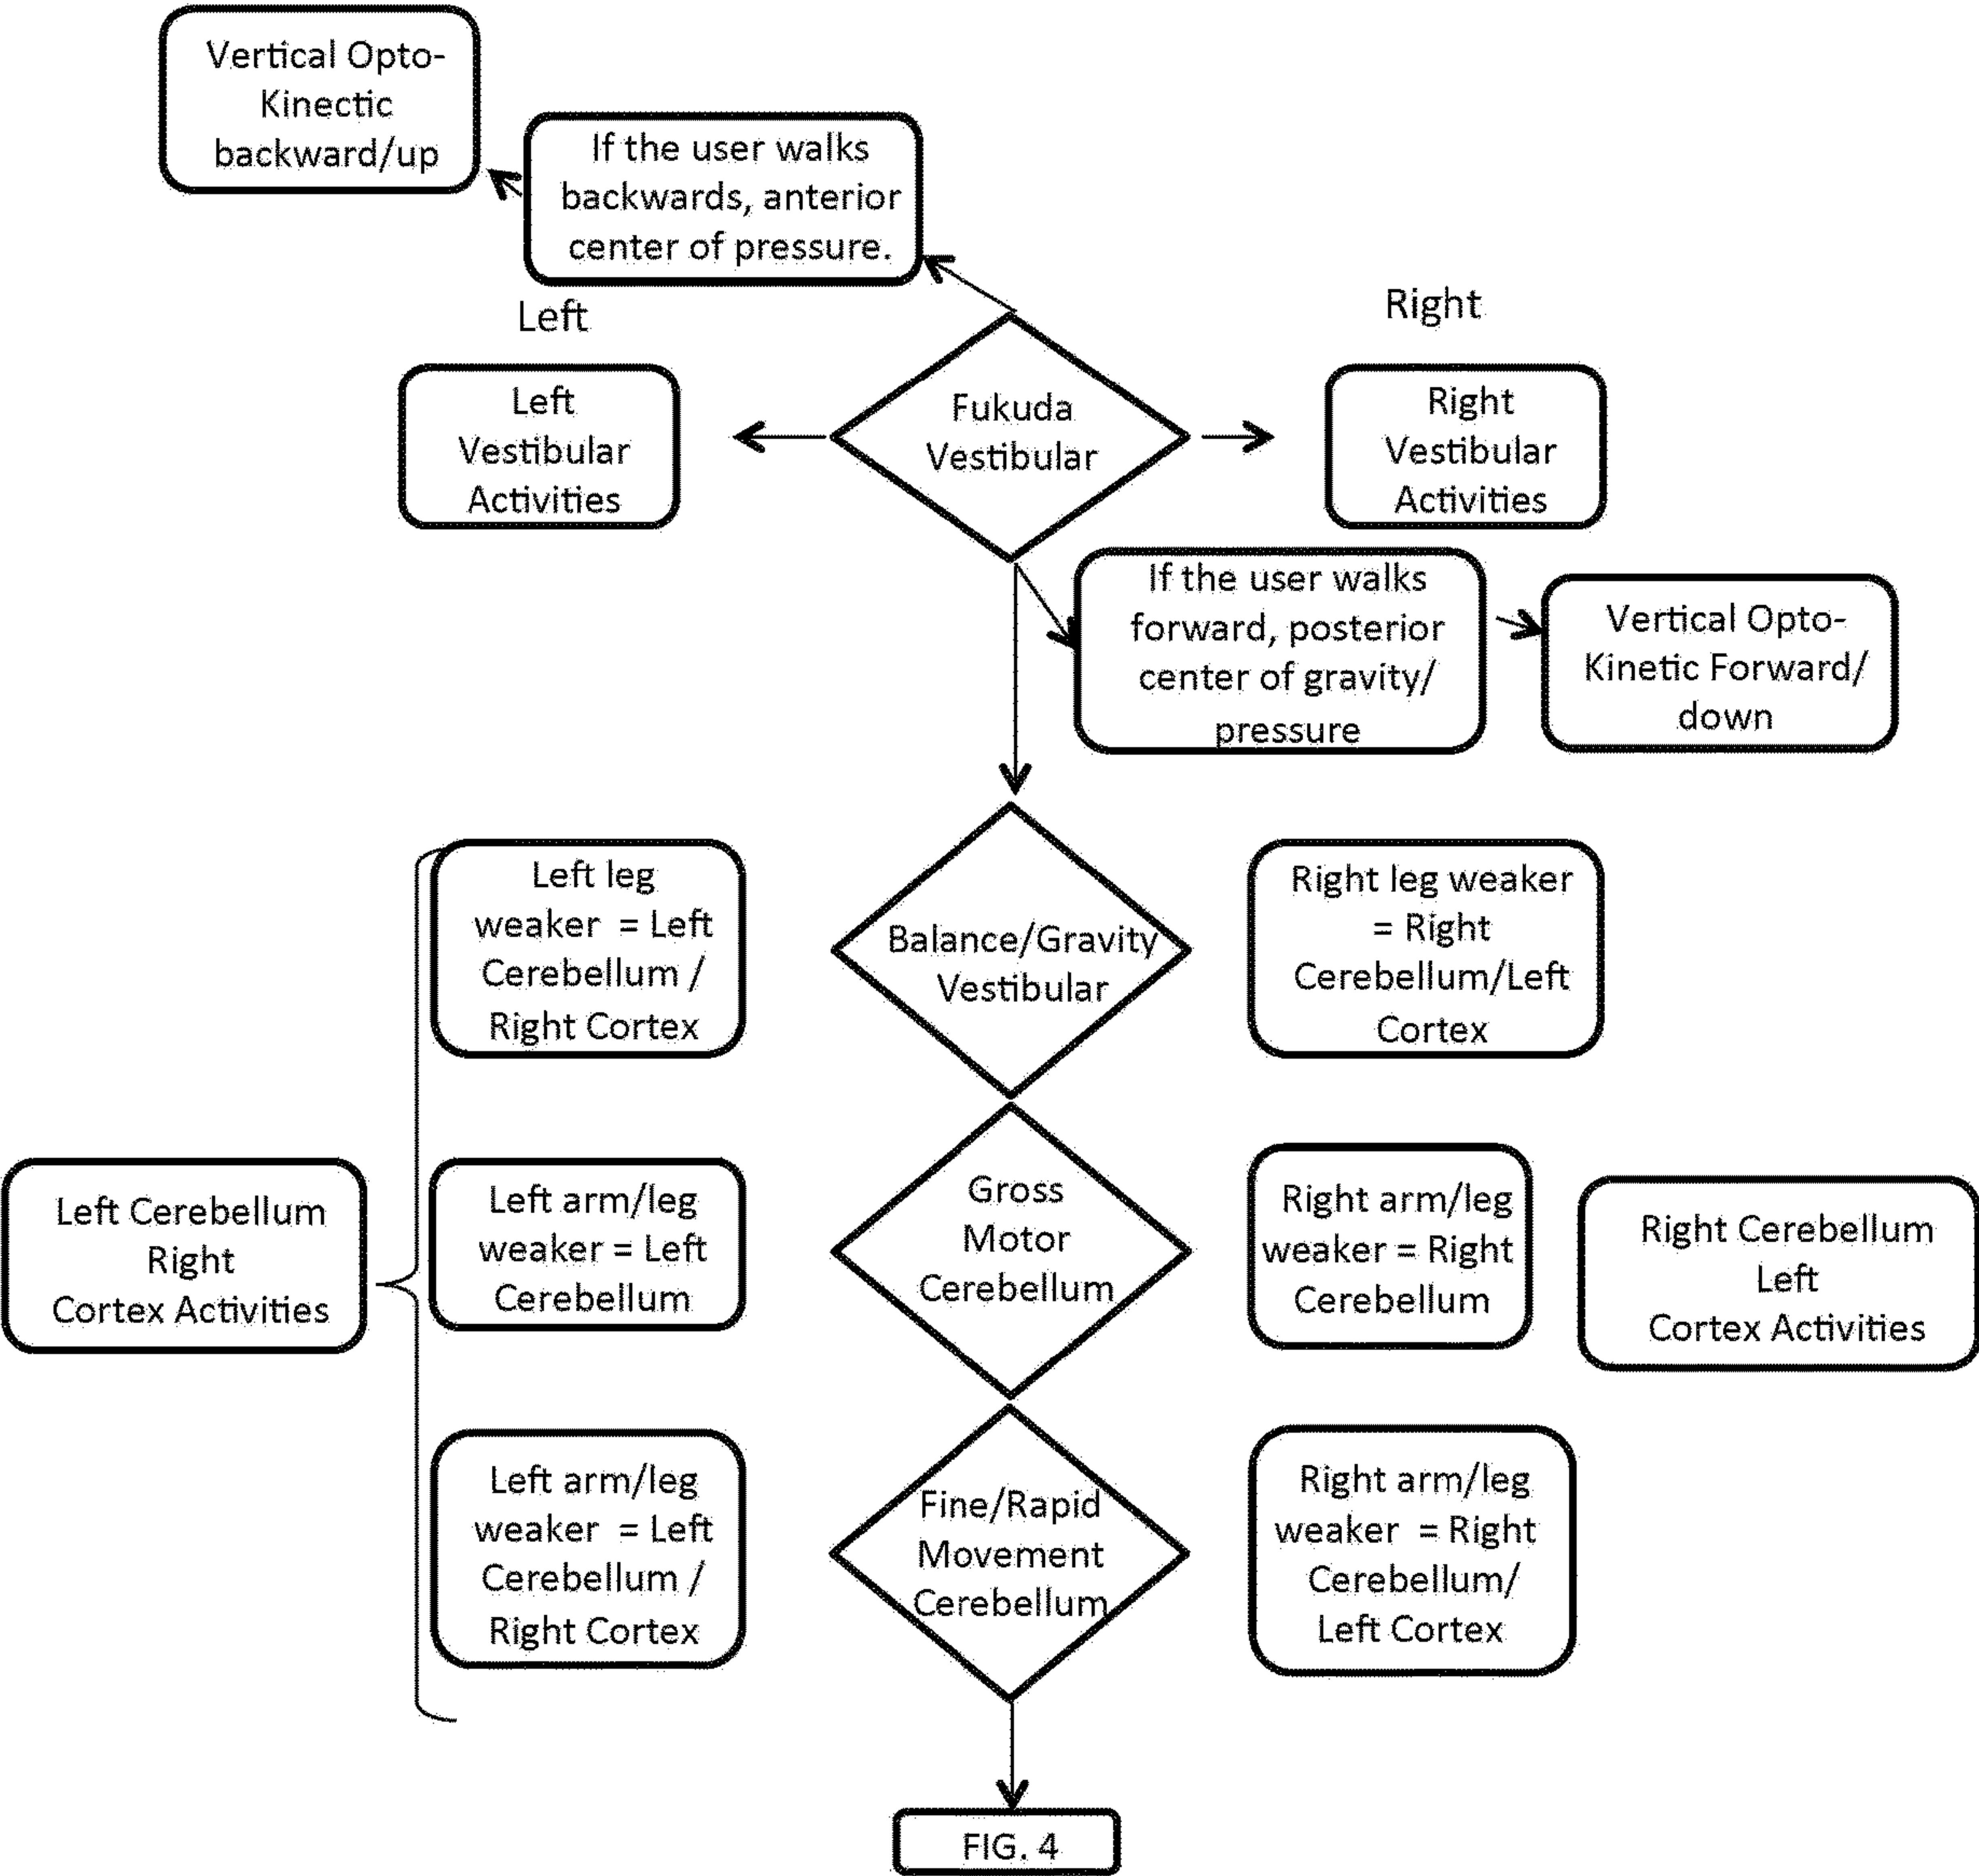 Vertical Opto-
Kinectic
backward/up
If the user walks
backwards, anterior
center of pressure.
Left
Right
Left
Vestibular
Activities
Fukuda
Vestibular
Right
Vestibular
Activities
If the user walks
forward, posterior
center of gravity/
pressure
Vertical Opto-
Kinetic Forward/
down
Left leg
weaker = Left
Cerebellum /
Right Cortex
Balance/Gravity
Vestibular
Right leg weaker
= Right
Cerebellum/Left
Cortex
Left Cerebellum
Right
Cortex Activities
Left arm/leg
weaker = Left
Cerebellum
Gross
Motor
Cerebellum
Right arm/leg
weaker = Right
Cerebellum
Right Cerebellum
Left
Cortex Activities
Left arm/leg
weaker = Left
Cerebellum /
Right Cortex
Fine/Rapid
Movement
Cerebellum
Right arm/leg
weaker = Right
Cerebellum/
Left Cortex
FIG. 4